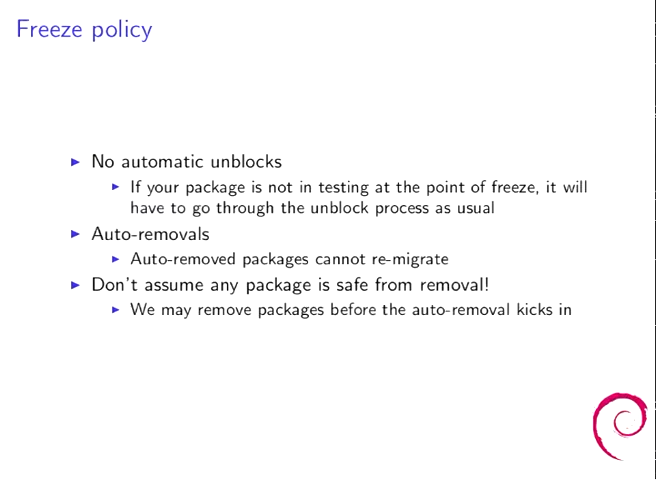 Freeze policy
No automatic unblocks
If your package is not in testing at the point of freeze, it will
have to go through the unblock process as usual
Auto-removals
Auto-removed packages cannot re-migrate
Don't assume any package is safe from removal!
We may remove packages before the auto-removal kicks in